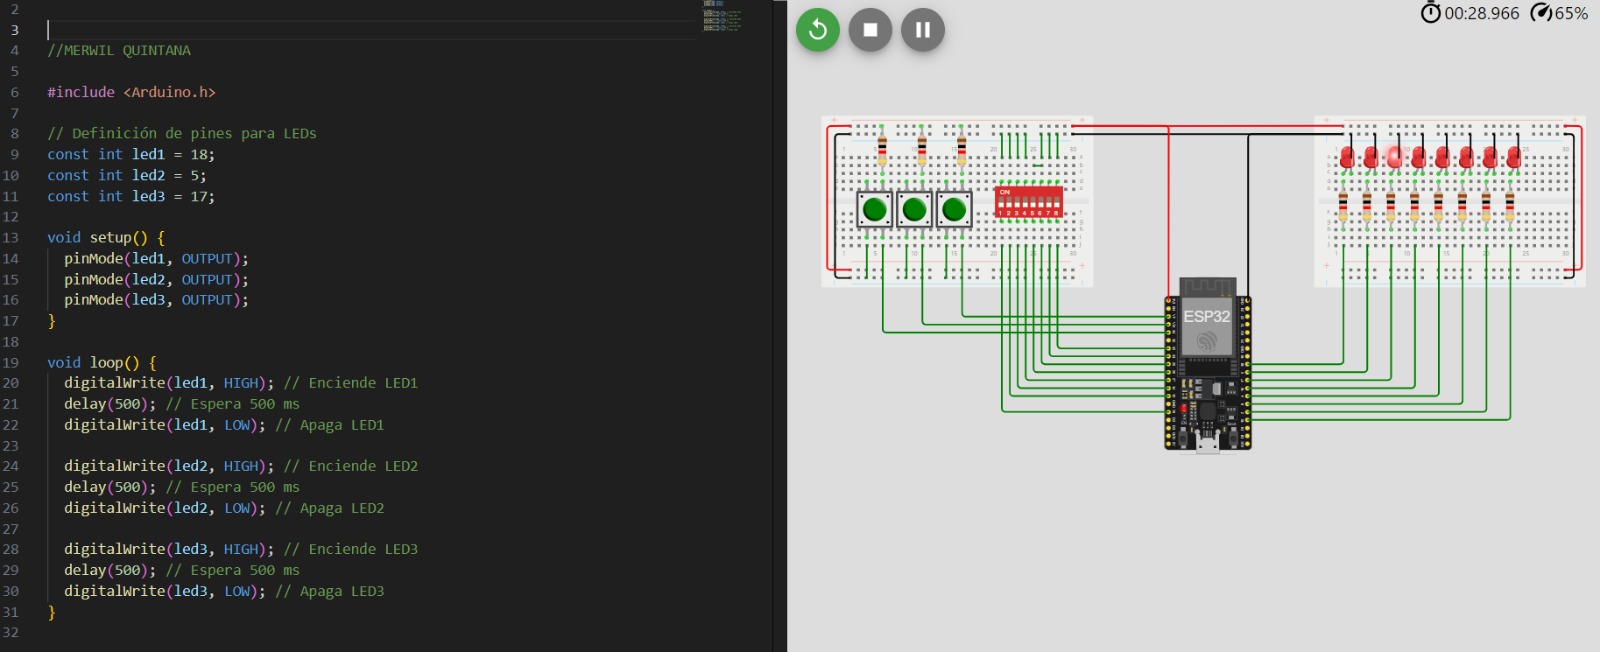 2
3
4 //MERWIL QUINTANA
5
6 #include <Arduino.h>
7
8 // Definición de pines para LEDs
9 const int led1 = 18;
10 const int led2 = 5;
11 const int led3 = 17;
12
13 void setup() {
14 pinMode(led1, OUTPUT);
15 pinMode(led2, OUTPUT);
16 pinMode(led3, OUTPUT);
17 }
18
19 void loop() {
20 digitalWrite(led1, HIGH); // Enciende LED1
21 delay(500); // Espera 500 ms
22 digitalWrite(led1, LOW); // Apaga LED1
23
24 digitalWrite(led2, HIGH); // Enciende LED2
25 delay(500); // Espera 500 ms
26 digitalWrite(led2, LOW); // Apaga LED2
27
28 digitalWrite(led3, HIGH); // Enciende LED3
29 delay(500); // Espera 500 ms
30 digitalWrite(led3, LOW); // Apaga LED3
31 }
32
00:28.966 65%
ON
1 2 3 4 5 6 7 8
ESP32